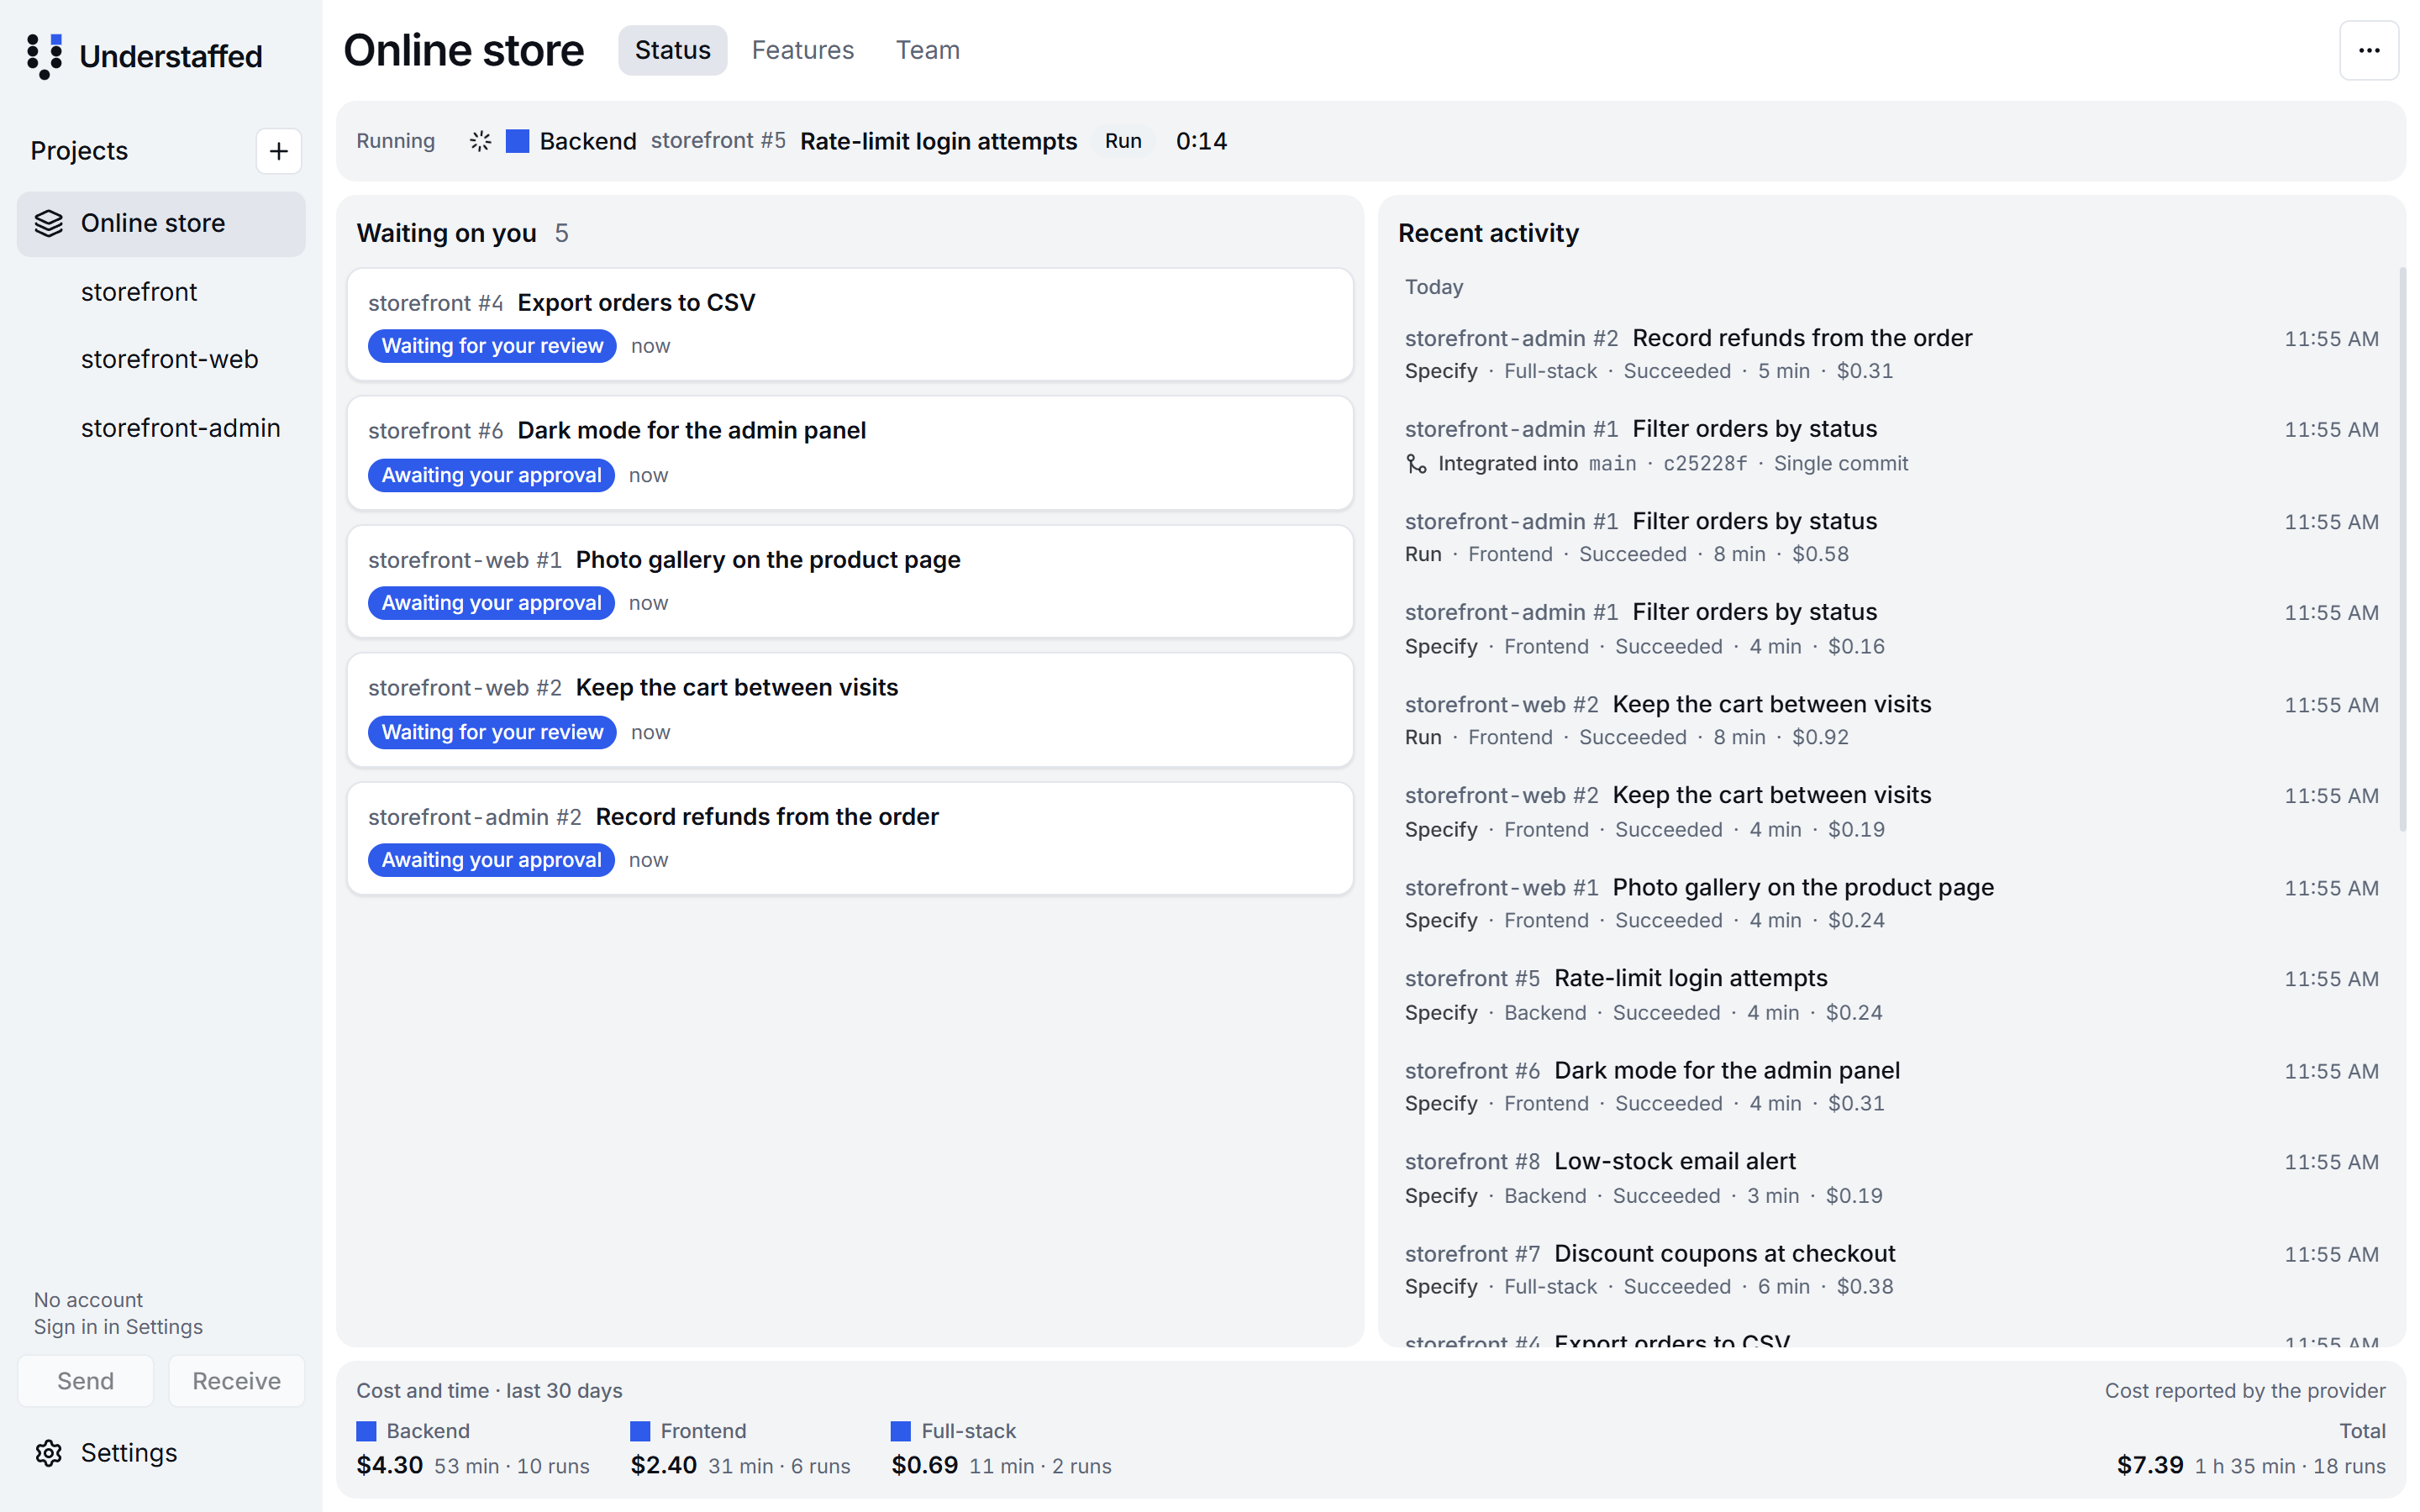 Understaffed
Projects
Online store
storefront
storefront-web
storefront-admin
No account
Sign in in Settings
Send
Receive
Settings
Online store
Status
Features
Team
Running
Backend storefront #5 Rate-limit login attempts Run 0:14
Waiting on you 5
storefront #4 Export orders to CSV
Waiting for your review now
storefront #6 Dark mode for the admin panel
Awaiting your approval now
storefront-web #1 Photo gallery on the product page
Awaiting your approval now
storefront-web #2 Keep the cart between visits
Waiting for your review now
storefront-admin #2 Record refunds from the order
Awaiting your approval now
Recent activity
Today
storefront-admin #2 Record refunds from the order 11:55 AM
Specify · Full-stack · Succeeded · 5 min · $0.31
storefront-admin #1 Filter orders by status 11:55 AM
Integrated into main · c25228f · Single commit
storefront-admin #1 Filter orders by status 11:55 AM
Run · Frontend · Succeeded · 8 min · $0.58
storefront-admin #1 Filter orders by status 11:55 AM
Specify · Frontend · Succeeded · 4 min · $0.16
storefront-web #2 Keep the cart between visits 11:55 AM
Run · Frontend · Succeeded · 8 min · $0.92
storefront-web #2 Keep the cart between visits 11:55 AM
Specify · Frontend · Succeeded · 4 min · $0.19
storefront-web #1 Photo gallery on the product page 11:55 AM
Specify · Frontend · Succeeded · 4 min · $0.24
storefront #5 Rate-limit login attempts 11:55 AM
Specify · Backend · Succeeded · 4 min · $0.24
storefront #6 Dark mode for the admin panel 11:55 AM
Specify · Frontend · Succeeded · 4 min · $0.31
storefront #8 Low-stock email alert 11:55 AM
Specify · Backend · Succeeded · 3 min · $0.19
storefront #7 Discount coupons at checkout 11:55 AM
Specify · Full-stack · Succeeded · 6 min · $0.38
storefront #4 Export orders to CSV 11:55 AM
Cost and time · last 30 days
Cost reported by the provider
Backend
$4.30 53 min · 10 runs
Frontend
$2.40 31 min · 6 runs
Full-stack
$0.69 11 min · 2 runs
Total
$7.39 1 h 35 min · 18 runs